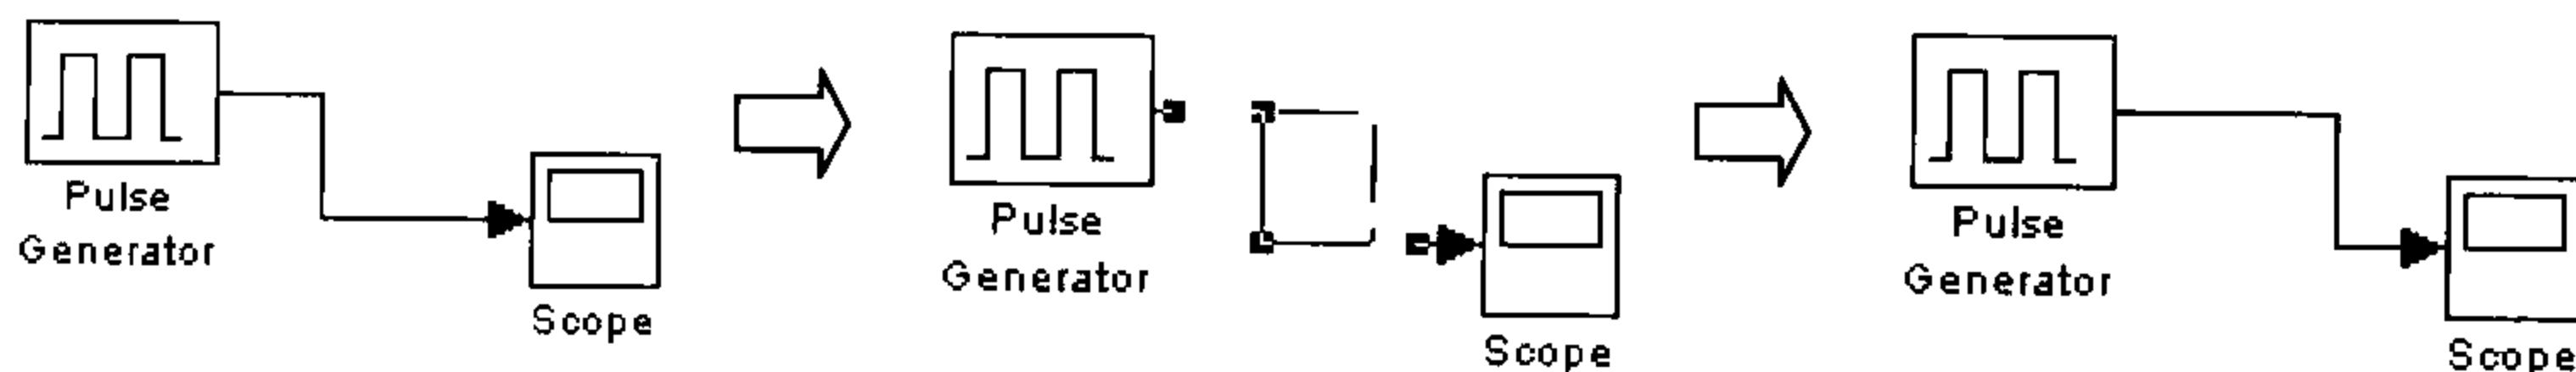 Pulse
Generator
Scope
Pulse
Generator
Scope
Pulse
Generator
Scope